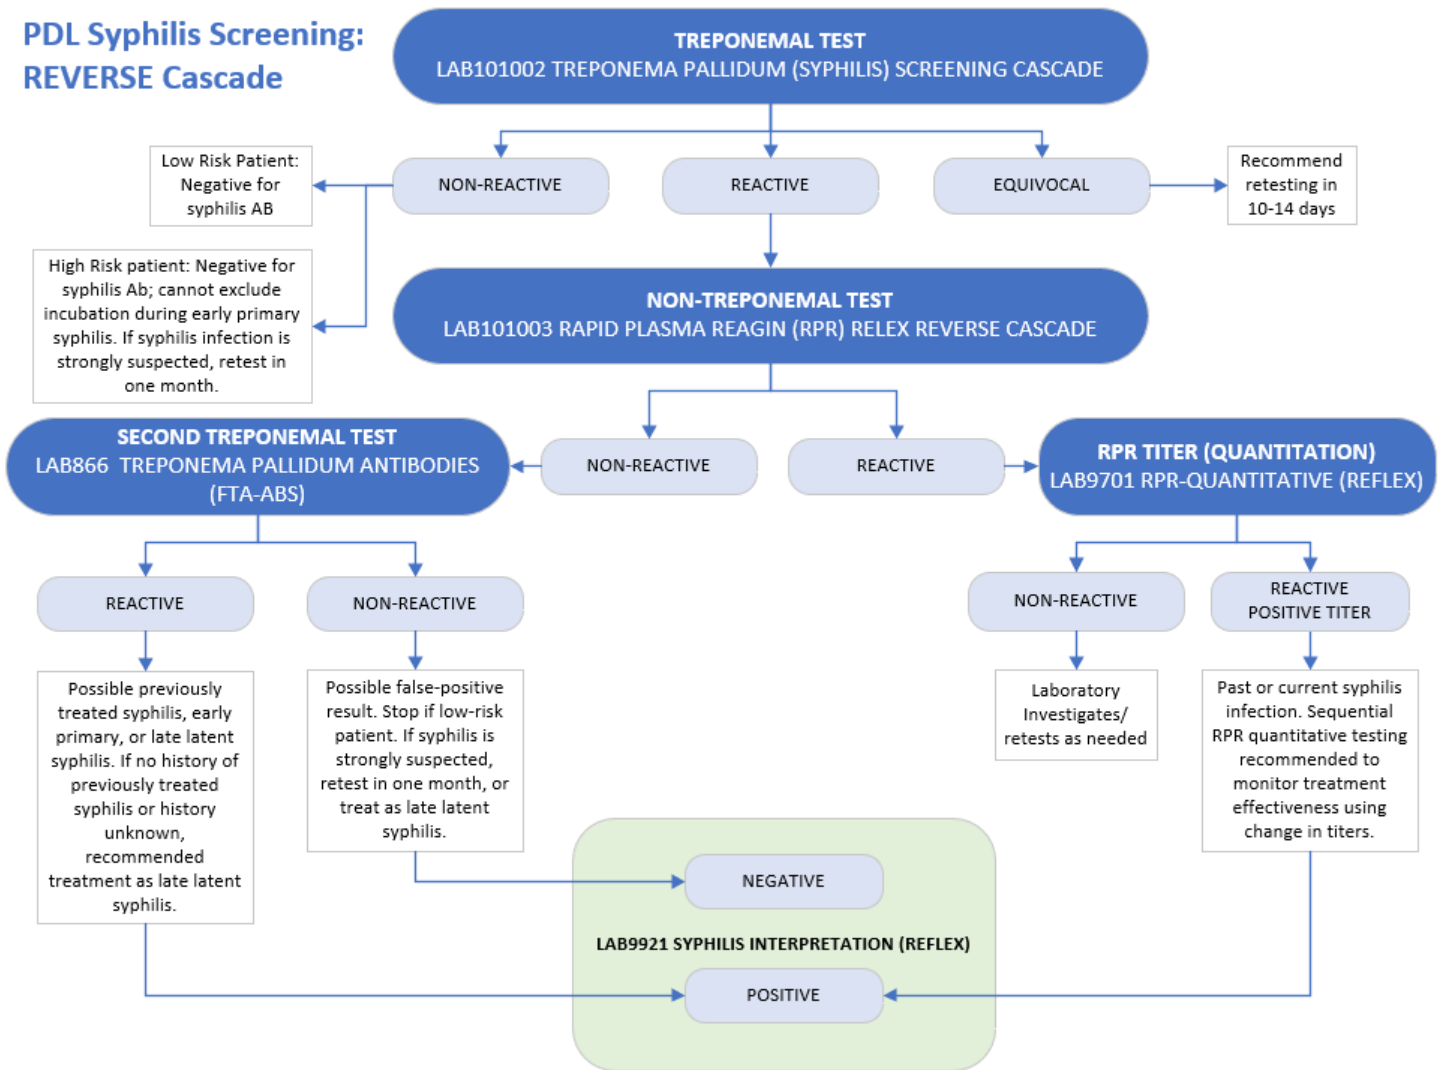 PDL Syphilis Screening:
REVERSE Cascade
TREPONEMAL TEST
LAB101002 TREPONEMA PALLIDUM (SYPHILIS) SCREENING CASCADE
Low Risk Patient:
Negative for
syphilis AB
NON-REACTIVE
REACTIVE
EQUIVOCAL
Recommend
retesting in
10-14 days
High Risk patient: Negative for
syphilis Ab; cannot exclude
incubation during early primary
syphilis. If syphilis infection is
strongly suspected, retest in
one month.
NON-TREPONEMAL TEST
LAB101003 RAPID PLASMA REAGIN (RPR) RELEX REVERSE CASCADE
SECOND TREPONEMAL TEST
LAB866 TREPONEMA PALLIDUM ANTIBODIES
(FTA-ABS)
NON-REACTIVE
REACTIVE
RPR TITER (QUANTITATION)
LAB9701 RPR-QUANTITATIVE (REFLEX)
REACTIVE
NON-REACTIVE
NON-REACTIVE
REACTIVE
POSITIVE TITER
Possible previously
treated syphilis, early
primary, or late latent
syphilis. If no history of
previously treated
syphilis or history
unknown,
recommended
treatment as late latent
syphilis.
Possible false-positive
result. Stop if low-risk
patient. If syphilis is
strongly suspected,
retest in one month, or
treat as late latent
syphilis.
Laboratory
Investigates/
retests as needed
Past or current syphilis
infection. Sequential
RPR quantitative testing
recommended to
monitor treatment
effectiveness using
change in titers.
NEGATIVE
LAB9921 SYPHILIS INTERPRETATION (REFLEX)
POSITIVE